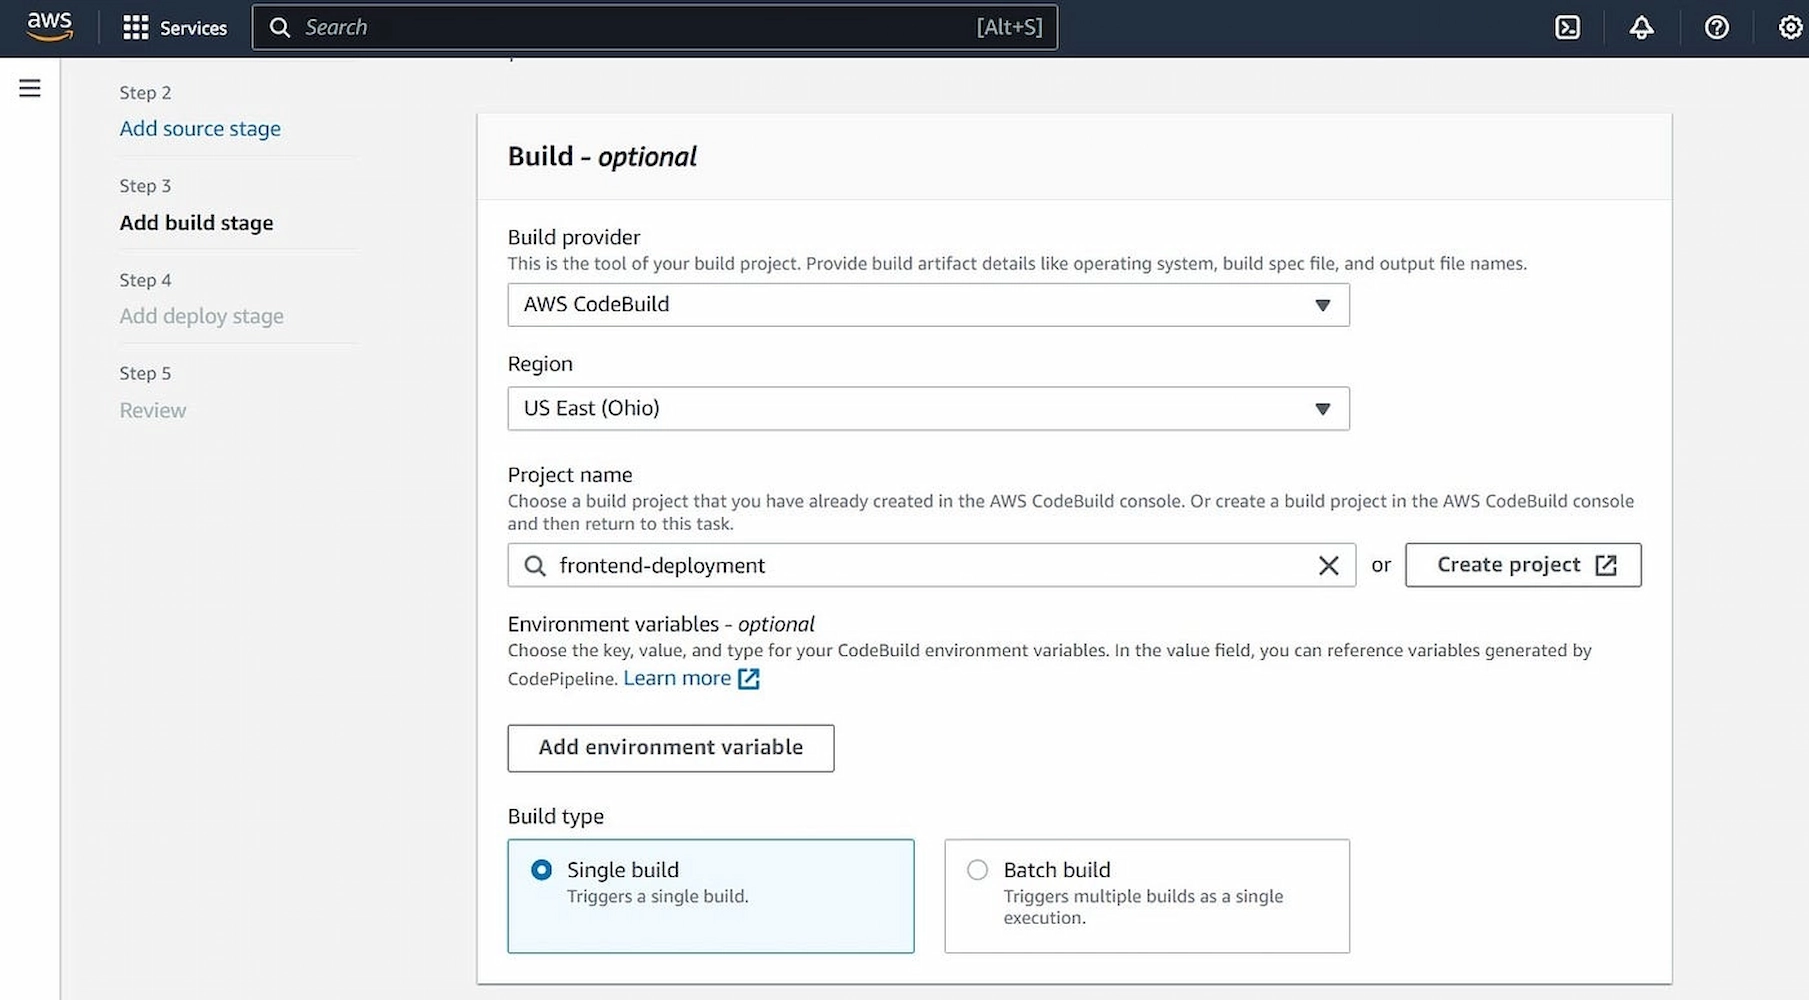 aws
Services
Search
[Alt+S]
Step 2
Add source stage
Step 3
Add build stage
Step 4
Add deploy stage
Step 5
Review
Build - optional
Build provider
This is the tool of your build project. Provide build artifact details like operating system, build spec file, and output file names.
AWS CodeBuild
Region
US East (Ohio)
Project name
Choose a build project that you have already created in the AWS CodeBuild console. Or create a build project in the AWS CodeBuild console
and then return to this task.
frontend-deployment
or
Create project
Environment variables - optional
Choose the key, value, and type for your CodeBuild environment variables. In the value field, you can reference variables generated by
CodePipeline. Learn more
Add environment variable
Build type
Single build
Triggers a single build.
Batch build
Triggers multiple builds as a single
execution.